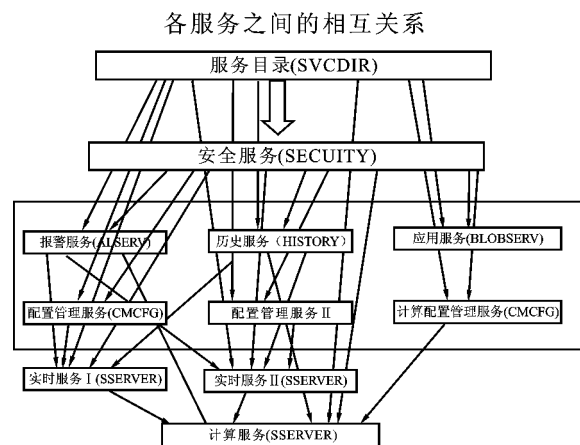 各服务之间的相互关系
服务目录(SVCDIR)
安全服务(SECUITY)
报警服务(ALSERV)
历史服务（HISTORY）
应用服务(BLOBSERV)
配置管理服务(CMCFG)
配置管理服务Ⅱ
计算配置管理服务(CMCFG)
实时服务Ⅰ(SSERVER)
实时服务Ⅱ(SSERVER)
计算服务(SSERVER)